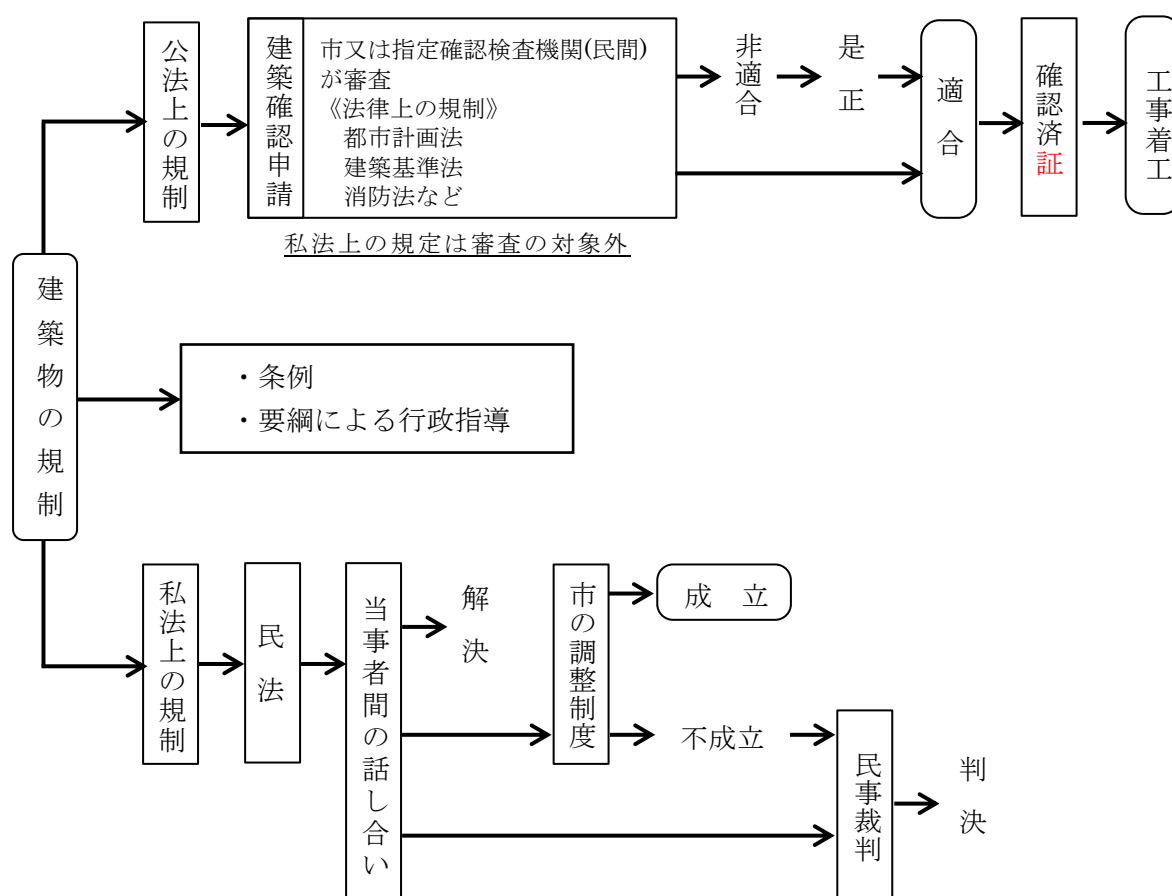 建築物の規制
公法上の規制
建築確認申請
市又は指定確認検査機関(民間)
が審査
《法律上の規制》
都市計画法
建築基準法
消防法など
私法上の規定は審査の対象外
非適合
是正
適合
確認済証
工事着工
・条例
・要綱による行政指導
私法上の規制
民法
当事者間の話し合い
解決
市の調整制度
成立
不成立
民事裁判
判決